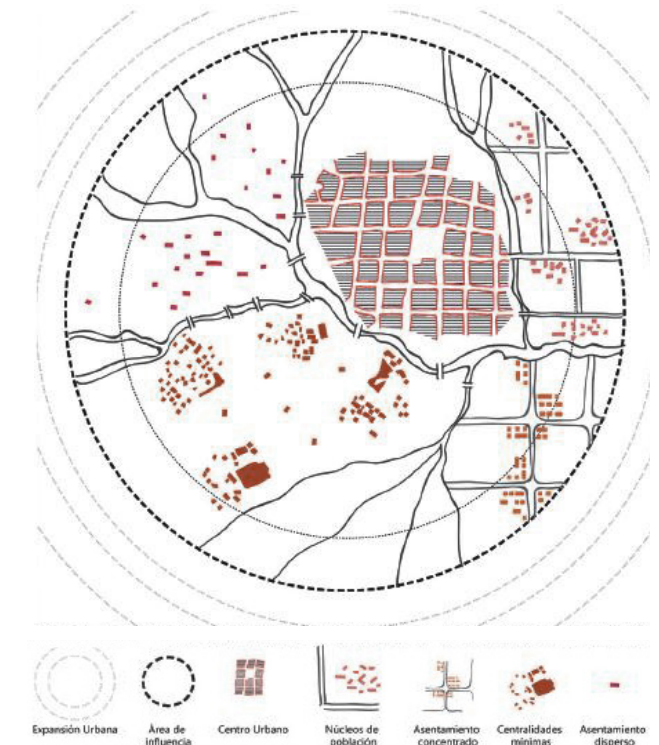 Expansión Urbana
Área de
influencia
Centro Urbano
Núcleos de
población
Asentamiento
concentrado
Centralidades
mínimas
Asentamiento
disperso